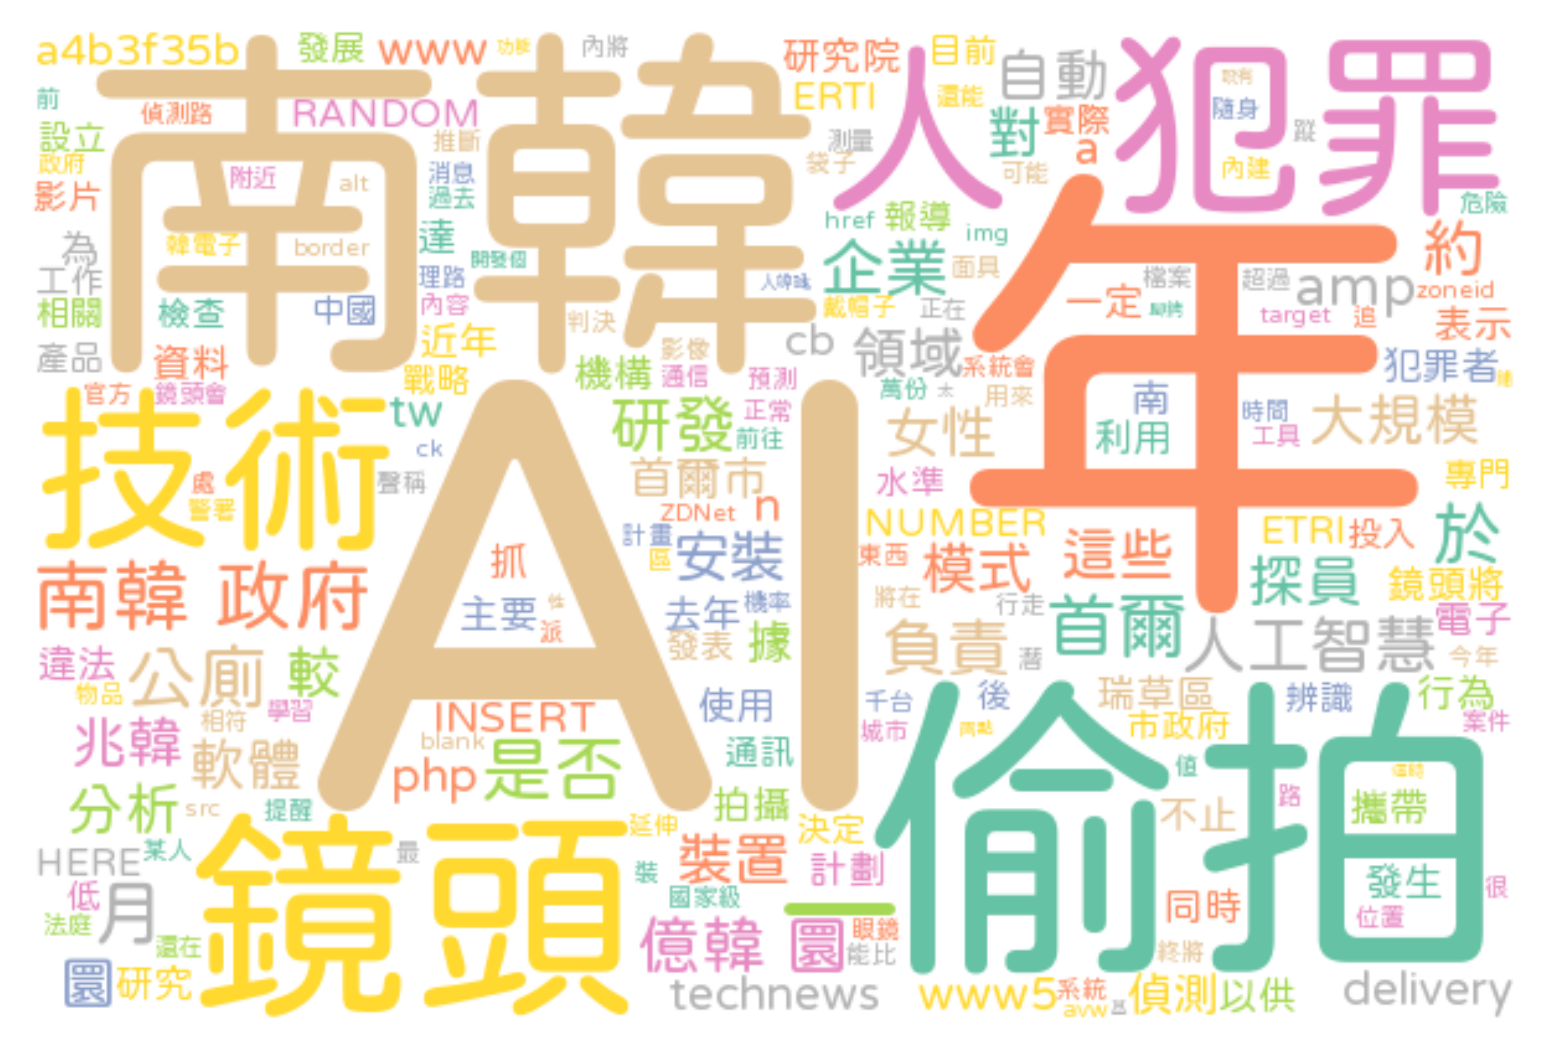 a4b3f35b
發展
www
功能
內將
研究院
目前
自動
人
犯罪
南韓
前
偵測路
RANDOM
推斷
測量
ERTI
還能
對
實際
隨身
蹤
設立
政府
影片
附近
alt
消息
過去
袋子
可能
a
內建
危險
為
韓電子
border
達
開發個
href
報導
img
年
約
工作
相關
檢查
中國
理路
內容
判決
企業
面具
戴帽子
正在
一定
檔案
超過
amp
zoneid
target
追
表示
產品
資料
近年
戰略
機構
影像
通信
預測
cb
領域
系統會
犯罪者
官方
鏡頭會
技術
tw
ck
聲稱
處
警署
AI
研發
正常
前往
萬份
太
用來
女性
南
利用
時間
工具
大規模
首爾市
ZDNet
n
水準
專門
NUMBER
ETRI
投入
於
計畫
區
安裝
東西
模式
這些
探員
鏡頭將
南韓 政府
抓
主要
性
派
去年
機率
將在
行走
首爾
電子
違法
公廁
較
發表
據
負責
潛
人工智慧
今年
物品
相符
學習
使用
千台
後
瑞草區
辨識
行為
兆韓
軟體
INSERT
blank
是否
通訊
城市
兩點
市政府
案件
偷拍
分析
src
提醒
php
拍攝
值
不止
路
攜帶
HERE
某人
鏡頭
延伸
決定
最
裝置
計劃
裝
低
月
國家級
同時
發生
很
法庭
還在
億韓
圜
眼鏡
能比
位置
終將
圜
研究
technews
www5
系統
avw
偵測
以供
delivery